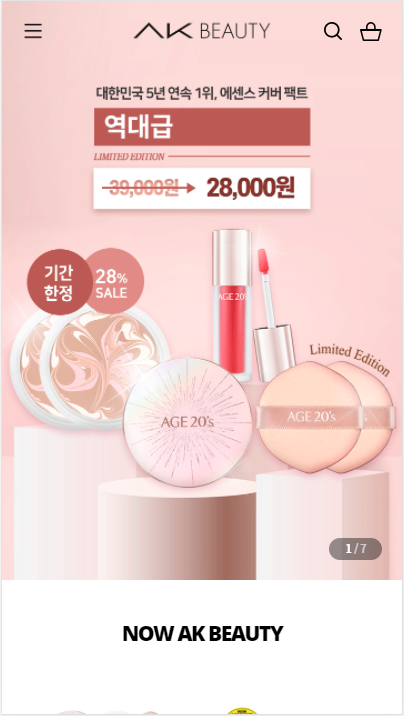 AK BEAUTY
대한민국 5년 연속 1위, 에센스 커버 팩트
역대급
LIMITED EDITION
39,000원 28,000원
기간
한정
28%
SALE
AGE 20'
Limited Edition
AGE 20's
AGE 20's
1/7
NOW AK BEAUTY